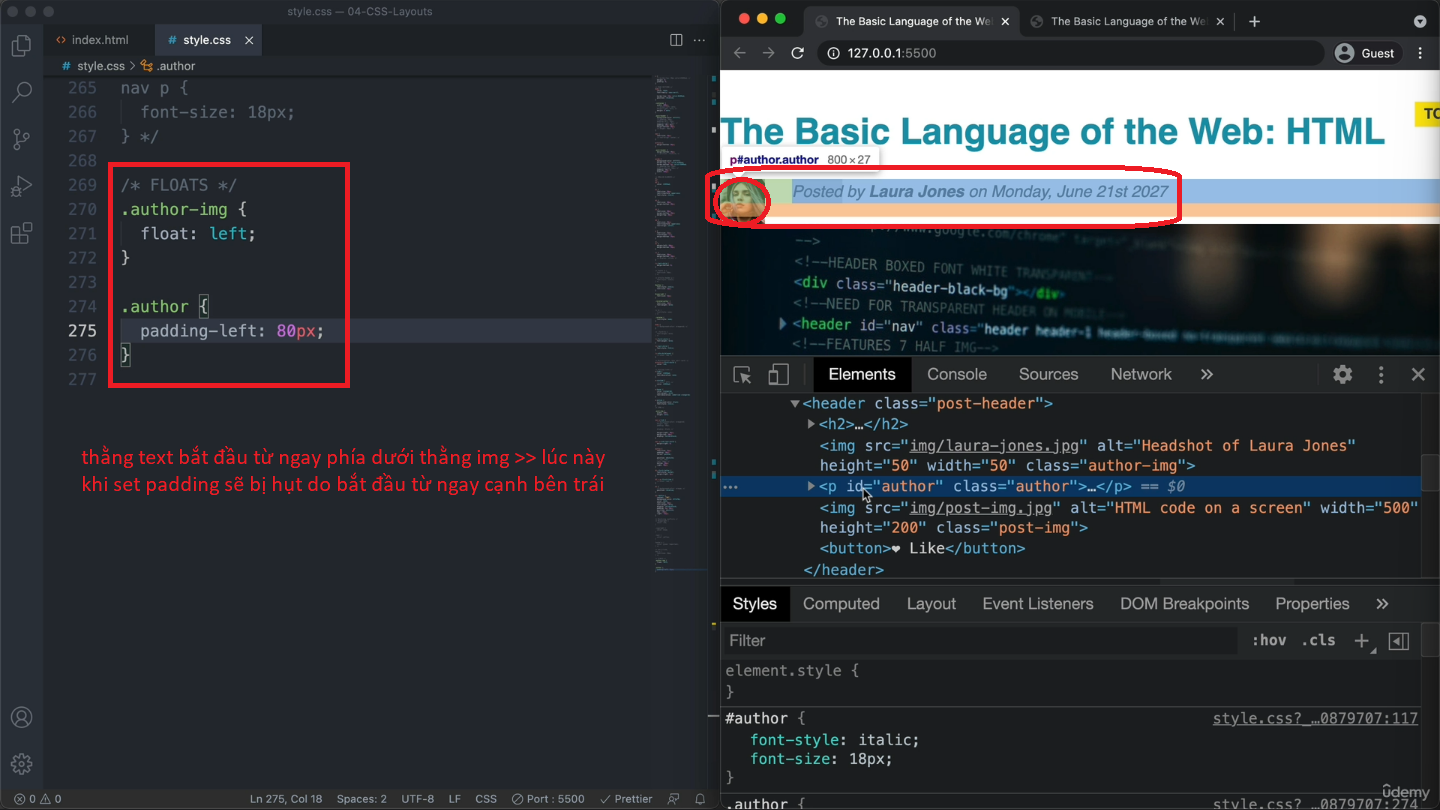 style.css — 04-CSS-Layouts
index.html
# style.css ×
# style.css > .author
265 nav p {
266 font-size: 18px;
267 } */
268
269 /* FLOATS */
270 .author-img {
271 float: left;
272 }
273
274 .author {
275 padding-left: 80px;
276 }
277
thằng text bắt đầu từ ngay phía dưới thằng img >> lúc này
khi set padding sẽ bị hụt do bắt đầu từ ngay cạnh bên trái
0 0 Ln 275, Col 18 Spaces: 2 UTF-8 LF CSS Port : 5500 Prettier
The Basic Language of the We × The Basic Language of the We × +
127.0.0.1:5500 Guest
TO
The Basic Language of the Web: HTML
p#author.author 800 × 27
Posted by Laura Jones on Monday, June 21st 2027
-->
<!--HEADER BOXED FONT WHITE TRANSPARENT-->
<div class="header-black-bg"></div>
<!--NEED FOR TRANSPARENT HEADER ON MOBILE-->
<header id="nav" class="header header-1 header-boxed
<!--FEATURES 7 HALF IMG-->
Elements Console Sources Network »
<header class="post-header">
<h2>…</h2>
<img src="img/laura-jones.jpg" alt="Headshot of Laura Jones"
height="50" width="50" class="author-img">
<p id="author" class="author">…</p> == $0
<img src="img/post-img.jpg" alt="HTML code on a screen" width="500"
height="200" class="post-img">
<button>❤ Like</button>
</header>
Styles Computed Layout Event Listeners DOM Breakpoints Properties »
Filter :hov .cls +
element.style {
}
#author { style.css?_…0879707:117
font-style: italic;
font-size: 18px;
}
.author { style.css?_…0879707:274
ûdemy